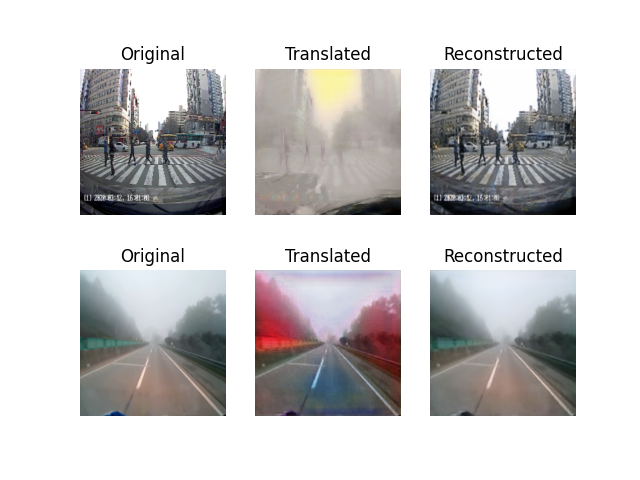 Original
Translated
Reconstructed
Original
Translated
Reconstructed